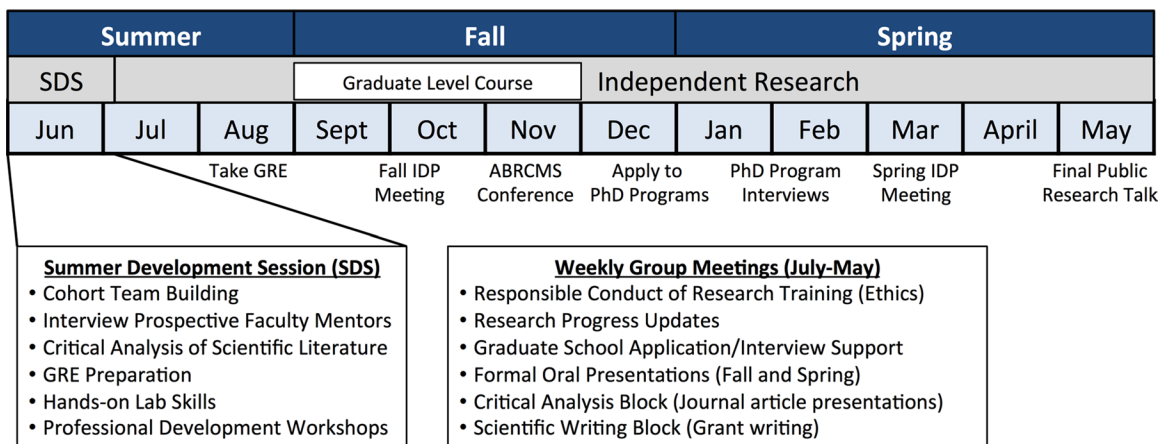 Summer Fall Spring
SDS Graduate Level Course Independent Research
Jun Jul Aug Sept Oct Nov Dec Jan Feb Mar April May
Take GRE
Fall IDP
Meeting
ABRCMS
Conference
Apply to
PhD Programs
PhD Program
Interviews
Spring IDP
Meeting
Final Public
Research Talk
Summer Development Session (SDS)
• Cohort Team Building
• Interview Prospective Faculty Mentors
• Critical Analysis of Scientific Literature
• GRE Preparation
• Hands-on Lab Skills
• Professional Development Workshops
Weekly Group Meetings (July-May)
• Responsible Conduct of Research Training (Ethics)
• Research Progress Updates
• Graduate School Application/Interview Support
• Formal Oral Presentations (Fall and Spring)
• Critical Analysis Block (Journal article presentations)
• Scientific Writing Block (Grant writing)